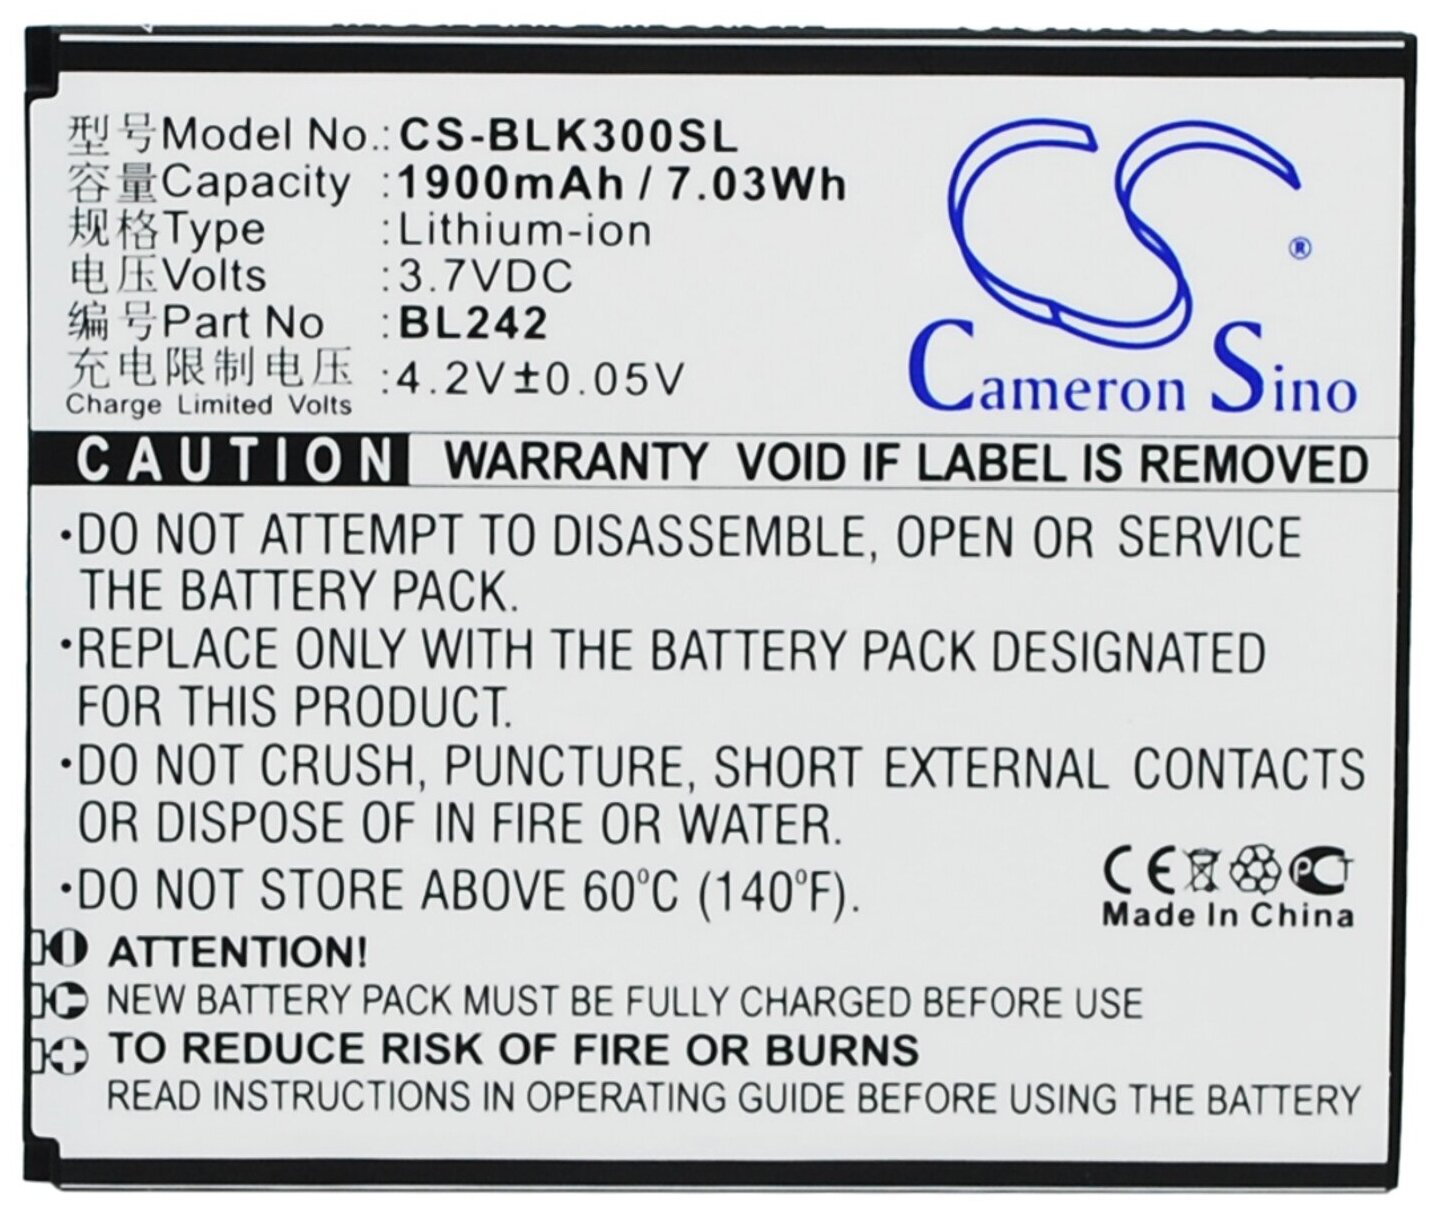 型号Model No.: CS-BLK300SL
容量Capacity :1900mAh / 7.03Wh
规格Type :Lithium-ion
电压Volts :3.7VDC
编号Part No :BL242
充电限制电压 :4.2V±0.05V
Charge Limited Volts
CS
®
Cameron Sino
CAUTION WARRANTY VOID IF LABEL IS REMOVED
•DO NOT ATTEMPT TO DISASSEMBLE, OPEN OR SERVICE
THE BATTERY PACK.
•REPLACE ONLY WITH THE BATTERY PACK DESIGNATED
FOR THIS PRODUCT.
•DO NOT CRUSH, PUNCTURE, SHORT EXTERNAL CONTACTS
OR DISPOSE OF IN FIRE OR WATER.
•DO NOT STORE ABOVE 60°C (140°F).
CE PCT
Made In China
ATTENTION!
C NEW BATTERY PACK MUST BE FULLY CHARGED BEFORE USE
+ TO REDUCE RISK OF FIRE OR BURNS
READ INSTRUCTIONS IN OPERATING GUIDE BEFORE USING THE BATTERY